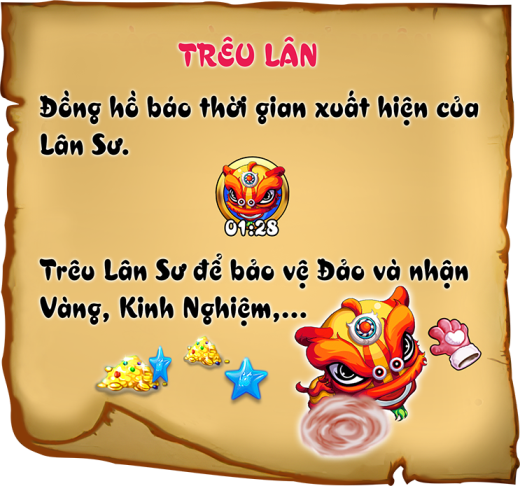 TRÊU LÂN
Đồng hồ báo thời gian xuất hiện của
Lân Sư.
01:28
Trêu Lân Sư để bảo vệ Đảo và nhận
Vàng, Kinh Nghiệm,...